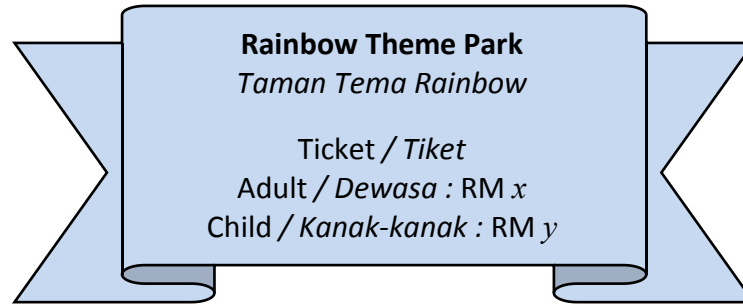 Rainbow Theme Park
Taman Tema Rainbow
Ticket / Tiket
Adult / Dewasa : RM x
Child / Kanak-kanak : RM y